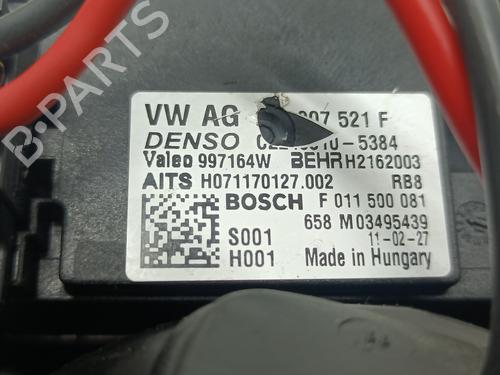 VW AG 907 521 F
DENSO 5384
Valeo 997164W BEHR H2162003
AITS H071170127.002 RB8
BOSCH F 011 500 081
658 M03495439
S001 11-02-27
H001 Made in Hungary
B-PARTS